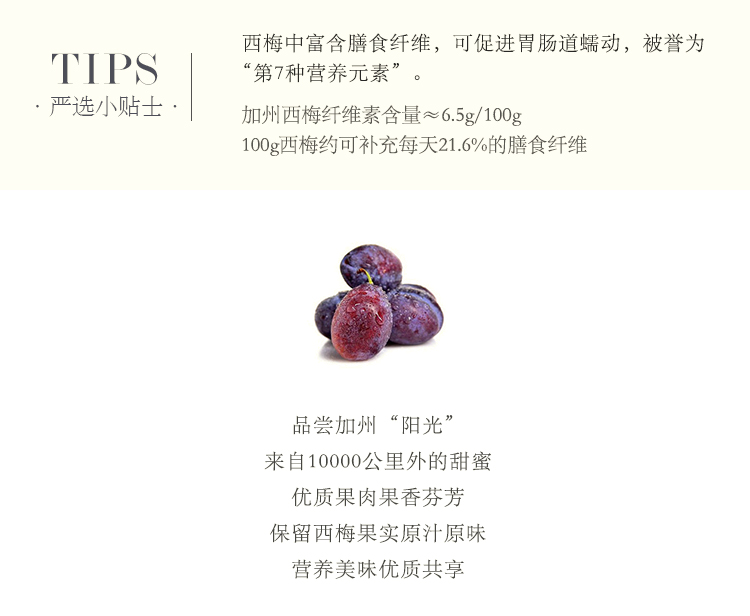 TIPS
· 严选小贴士 ·
西梅中富含膳食纤维，可促进胃肠道蠕动，被誉为
“第7种营养元素”。
加州西梅纤维素含量≈6.5g/100g
100g西梅约可补充每天21.6%的膳食纤维
品尝加州“阳光”
来自10000公里外的甜蜜
优质果肉果香芬芳
保留西梅果实原汁原味
营养美味优质共享